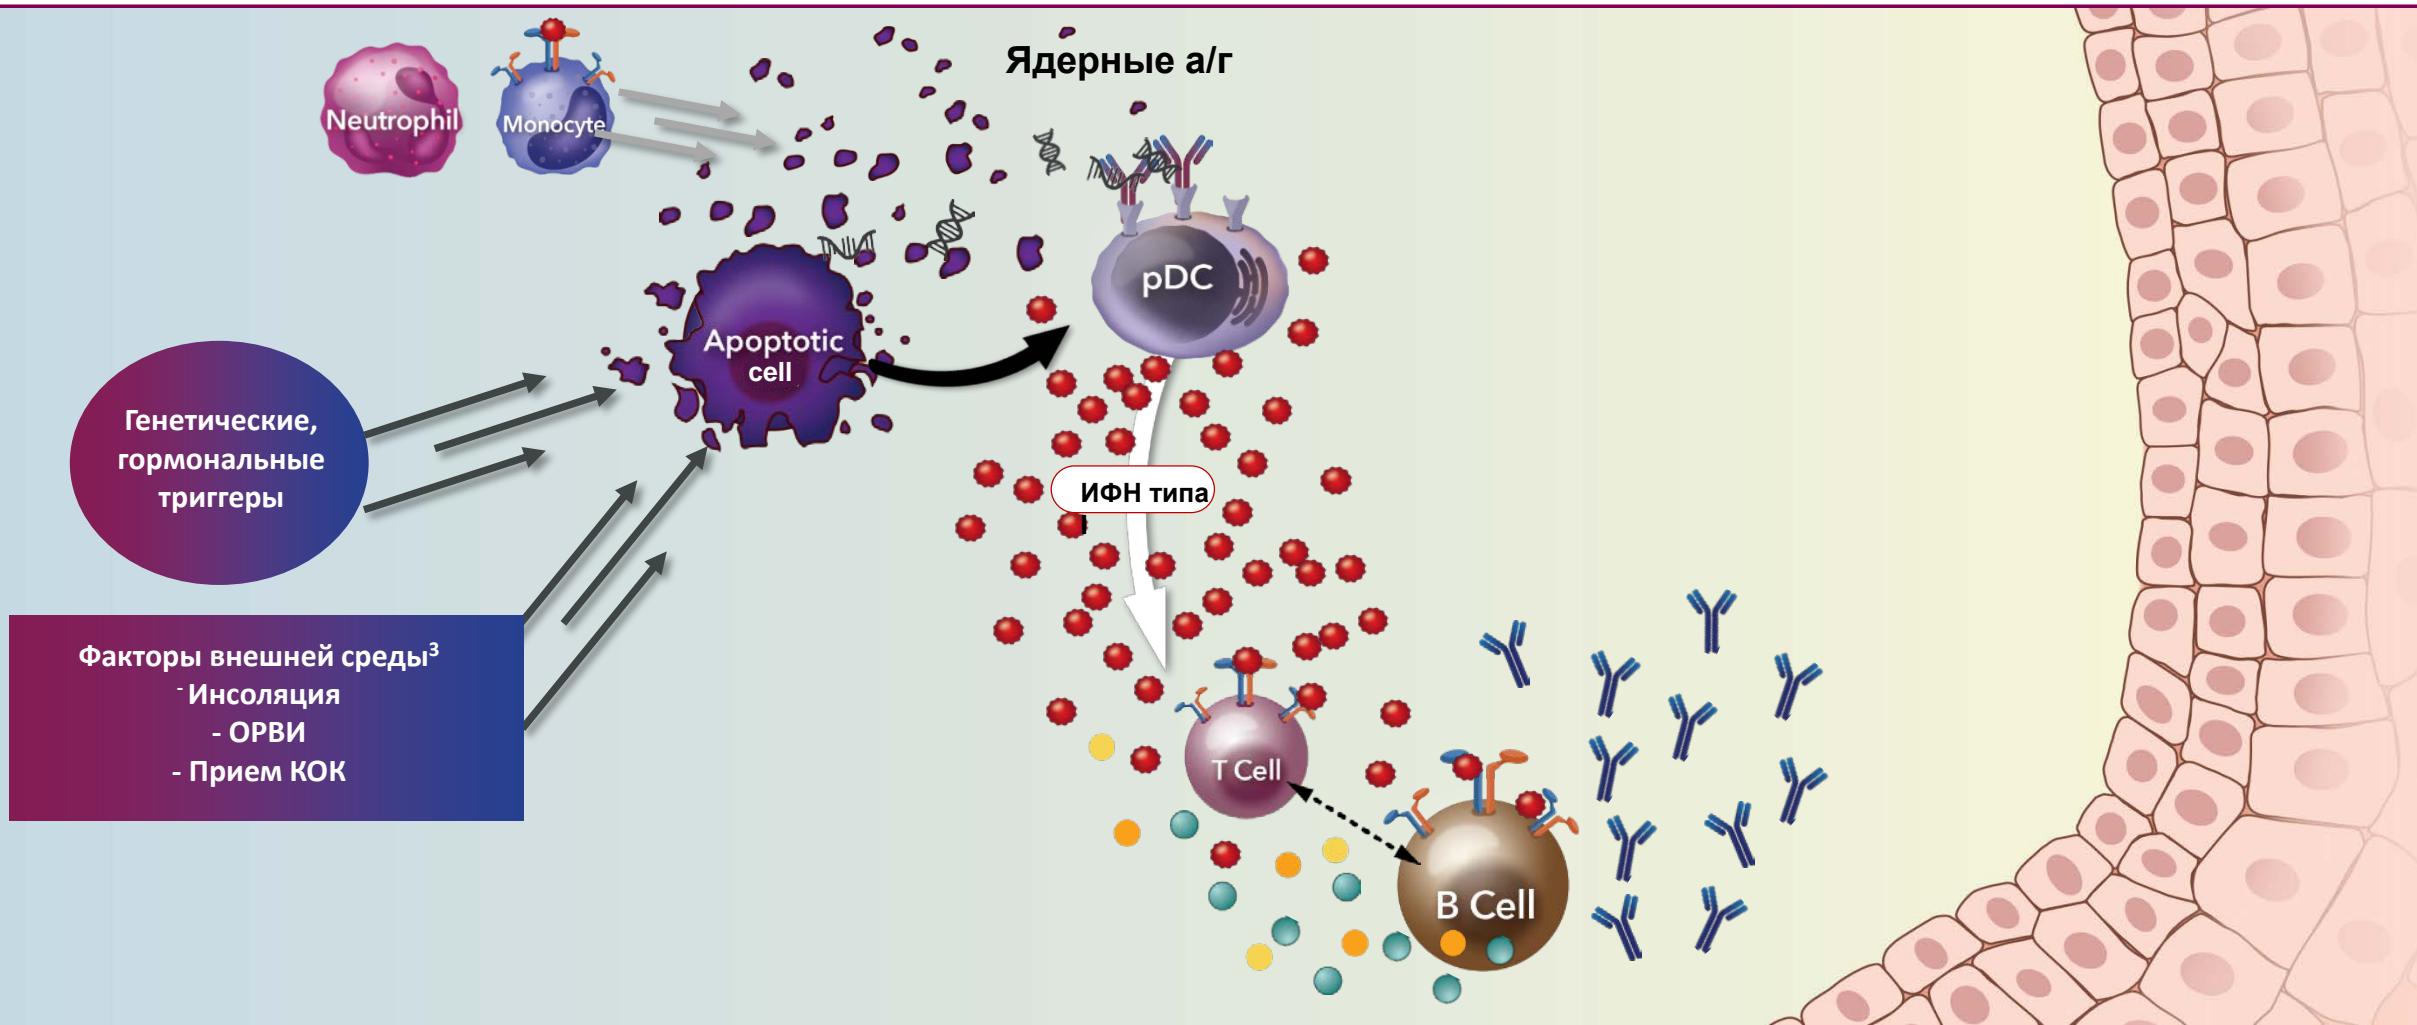 Ядерные а/г
Neutrophil
Monocyte
pDC
Apoptotic
cell
Генетические,
гормональные
триггеры
ИФН типа
I
Факторы внешней среды³
- Инсоляция
- ОРВИ
- Прием КОК
T Cell
B Cell